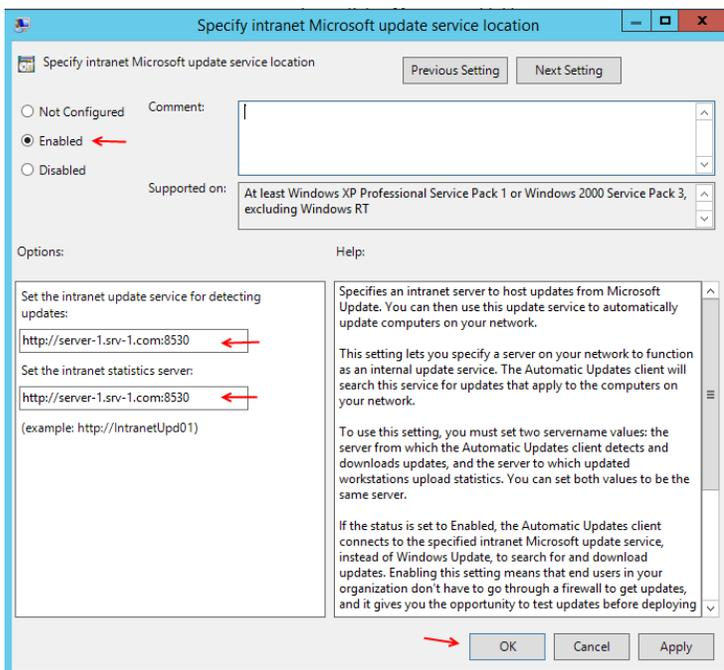 Specify intranet Microsoft update service location
Specify intranet Microsoft update service location
Previous Setting
Next Setting
Not Configured
Enabled
Disabled
Comment:
Supported on:
At least Windows XP Professional Service Pack 1 or Windows 2000 Service Pack 3,
excluding Windows RT
Options:
Help:
Set the intranet update service for detecting
updates:
http://server-1.srv-1.com:8530
Set the intranet statistics server:
http://server-1.srv-1.com:8530
(example: http://IntranetUpd01)
Specifies an intranet server to host updates from Microsoft
Update. You can then use this update service to automatically
update computers on your network.
This setting lets you specify a server on your network to function
as an internal update service. The Automatic Updates client will
search this service for updates that apply to the computers on
your network.
To use this setting, you must set two servername values: the
server from which the Automatic Updates client detects and
downloads updates, and the server to which updated
workstations upload statistics. You can set both values to be the
same server.
If the status is set to Enabled, the Automatic Updates client
connects to the specified intranet Microsoft update service,
instead of Windows Update, to search for and download
updates. Enabling this setting means that end users in your
organization don't have to go through a firewall to get updates,
and it gives you the opportunity to test updates before deploying
OK
Cancel
Apply